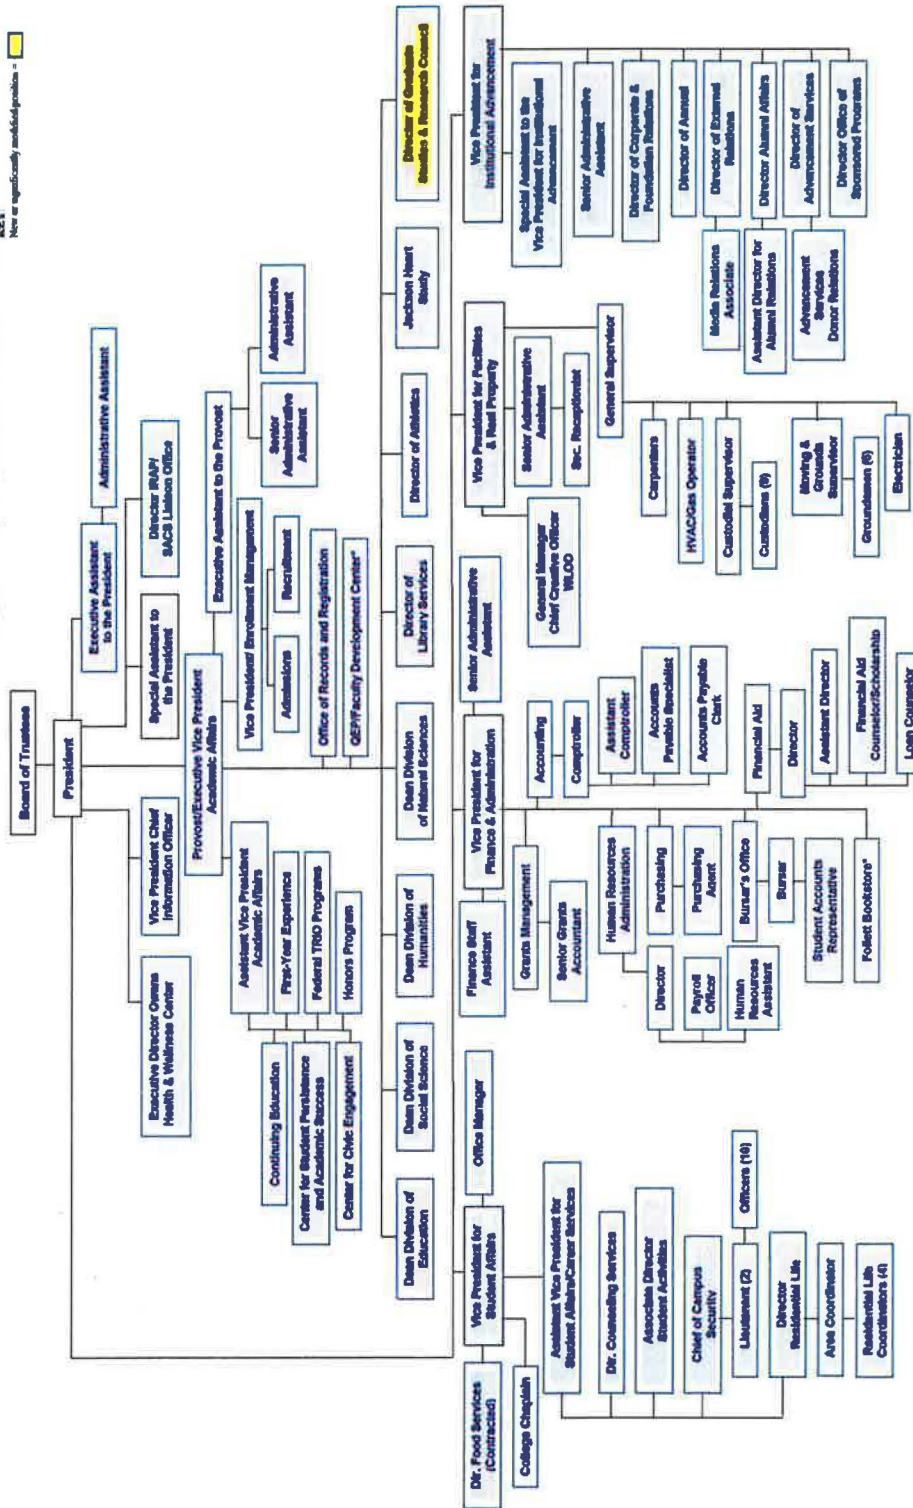 KEY:
New or significantly modified position =
Board of Trustees
President
Executive Assistant
to the President
Administrative Assistant
Executive Director Owens
Health & Wellness Center
Vice President Chief
Information Officer
Special Assistant to
the President
Director IRAP/
SACS Liaison Office
Provost/Executive Vice President
Academic Affairs
Executive Assistant to the Provost
Senior
Administrative
Assistant
Administrative
Assistant
Assistant Vice President
Academic Affairs
First-Year Experience
Federal TRIO Programs
Honors Program
Continuing Education
Center for Student Persistence
and Academic Success
Center for Civic Engagement
Vice President/ Enrollment Management
Admissions
Recruitment
Office of Records and Registration
QEP/Faculty Development Center*
Dean Division of
Education
Dean Division of
Social Science
Dean Division of
Humanities
Dean Division
of Natural Sciences
Director of
Library Services
Director of Athletics
Jackson Heart
Study
Director of Graduate
Studies & Research Council
Dir. Food Services
(Contracted)
Vice President for
Student Affairs
Office Manager
College Chaplain
Assistant Vice President for
Student Affairs/Career Services
Dir. Counseling Services
Associate Director
Student Activities
Chief of Campus
Security
Lieutenant (2)
Officers (10)
Director
Residential Life
Area Coordinator
Residential Life
Coordinators (4)
Finance Staff
Assistant
Vice President for
Finance & Administration
Senior Administrative
Assistant
Grants Management
Senior Grants
Accountant
Accounting
Comptroller
Assistant
Comptroller
Accounts
Payable Specialist
Accounts Payable
Clerk
Human Resources
Administration
Director
Payroll
Officer
Human
Resources
Assistant
Purchasing
Purchasing
Agent
Bursar's Office
Bursar
Student Accounts
Representative
Financial Aid
Director
Assistant Director
Financial Aid
Counselor/Scholarship
Loan Counselor
Follett Bookstore*
Vice President for Facilities
& Real Property
General Manager
Chief Creative Officer
WLOO
Senior Administrative
Assistant
Sec. Receptionist
General Supervisor
Carpenters
HVAC/Gas Operator
Custodial Supervisor
Custodians (9)
Moving &
Grounds
Supervisor
Groundsmen (6)
Electrician
Vice President for
Institutional Advancement
Special Assistant to the
Vice President for Institutional
Advancement
Senior Administrative
Assistant
Director of Corporate &
Foundation Relations
Director of Annual
Director of External
Relations
Media Relations
Associate
Director Alumni Affairs
Assistant Director for
Alumni Relations
Director of
Advancement Services
Advancement
Services
Donor Relations
Director Office of
Sponsored Programs